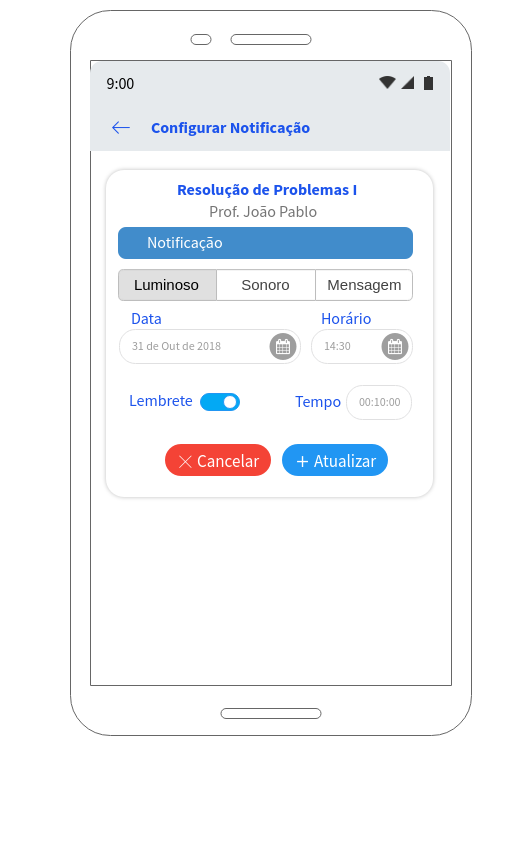 9:00
Configurar Notificação
Resolução de Problemas I
Prof. João Pablo
Notificação
Luminoso Sonoro Mensagem
Data Horário
31 de Out de 2018 14:30
Lembrete Tempo 00:10:00
Cancelar Atualizar